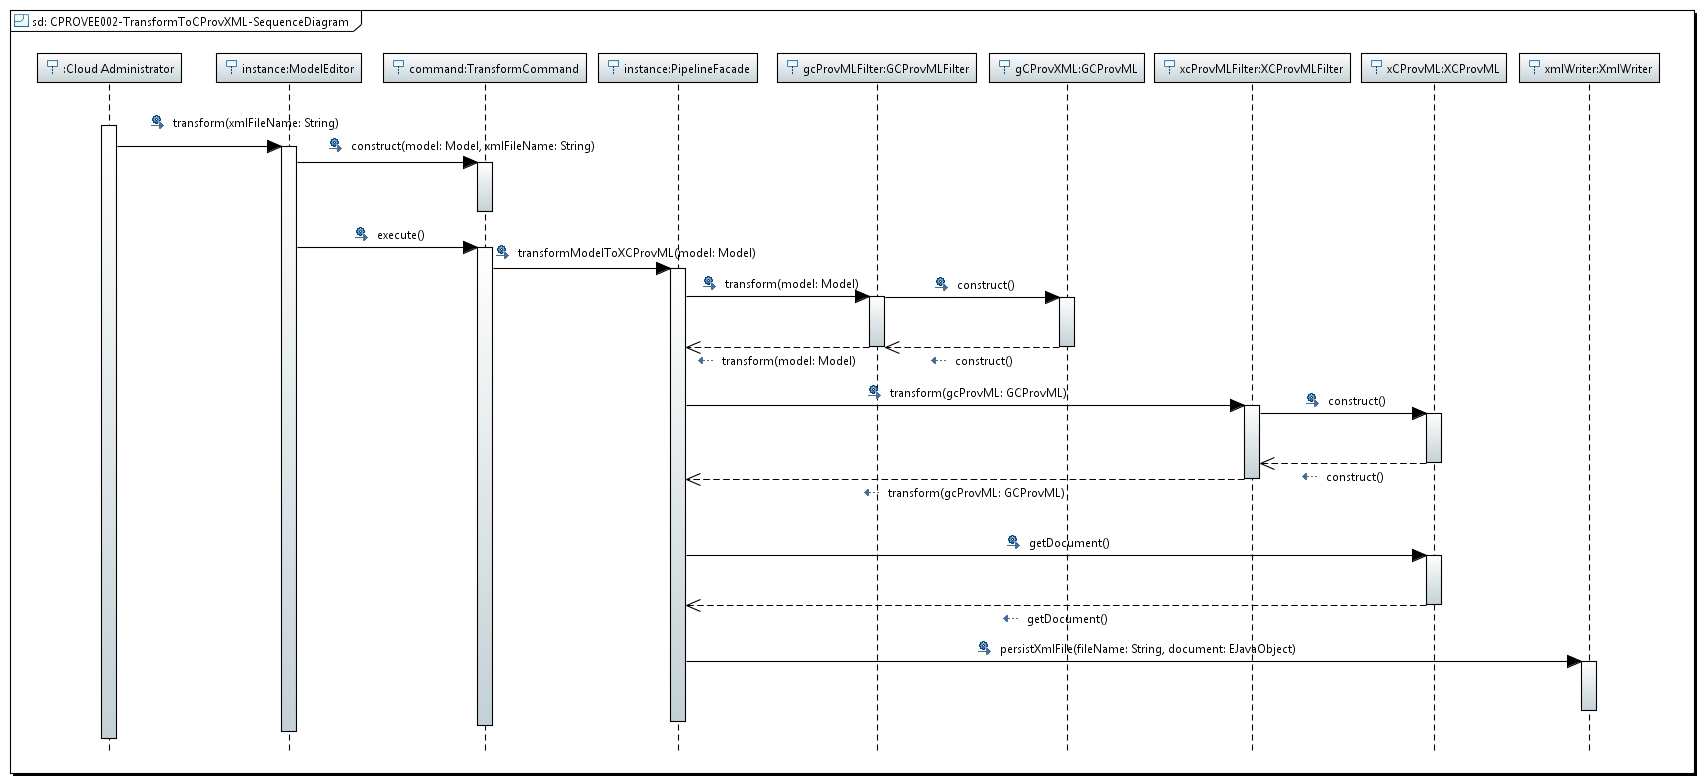 sd: CPROVEE002-TransformToCProvXML-SequenceDiagram
:Cloud Administrator
instance:ModelEditor
command:TransformCommand
instance:PipelineFacade
gcProvMLFilter:GCProvMLFilter
gCProvXML:GCProvML
xcProvMLFilter:XCProvMLFilter
xCProvML:XCProvML
xmlWriter:XmlWriter
transform(xmlFileName: String)
construct(model: Model, xmlFileName: String)
execute()
transformModelToXCProvML(model: Model)
transform(model: Model)
construct()
transform(model: Model)
construct()
transform(gcProvML: GCProvML)
construct()
construct()
transform(gcProvML: GCProvML)
getDocument()
getDocument()
persistXmlFile(fileName: String, document: EJavaObject)